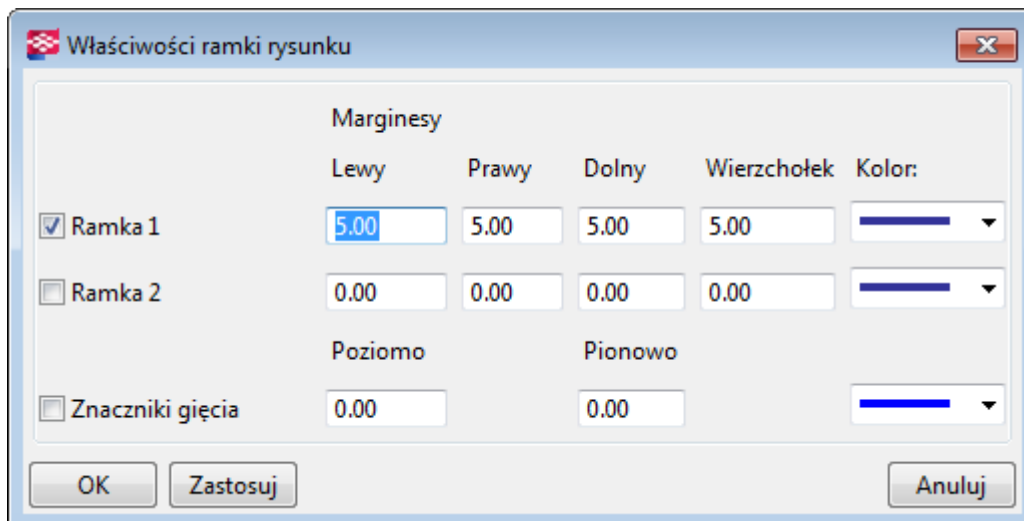 Właściwości ramki rysunku
Marginesy
Lewy Prawy Dolny Wierzchołek Kolor:
Ramka 1 5.00 5.00 5.00 5.00
Ramka 2 0.00 0.00 0.00 0.00
Poziomo Pionowo
Znaczniki gięcia 0.00 0.00
OK Zastosuj Anuluj